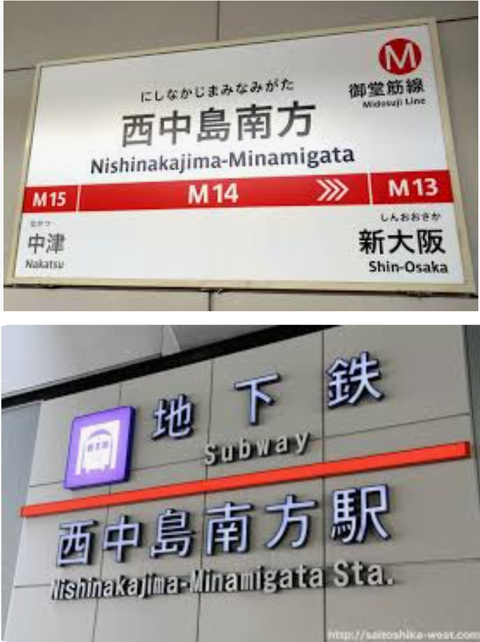 M
にしなかじまみなみがた
御堂筋線
Midosuji Line
西中島南方
Nishinakajima-Minamigata
M15 M14 M13
なかつ
中津
Nakatsu
しんおおさか
新大阪
Shin-Osaka
地下鉄
Subway
西中島南方駅
Nishinakajima-Minamigata Sta.
http://saitoshika-west.com/